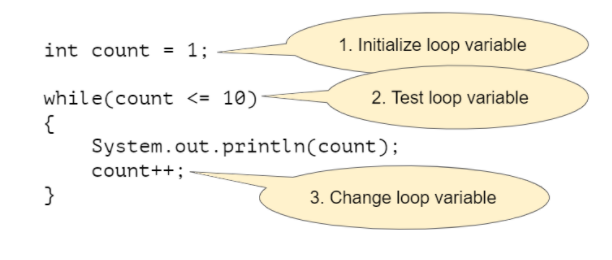 int count = 1;
1. Initialize loop variable
while(count <= 10)
2. Test loop variable
{
System.out.println(count);
count++;
3. Change loop variable
}